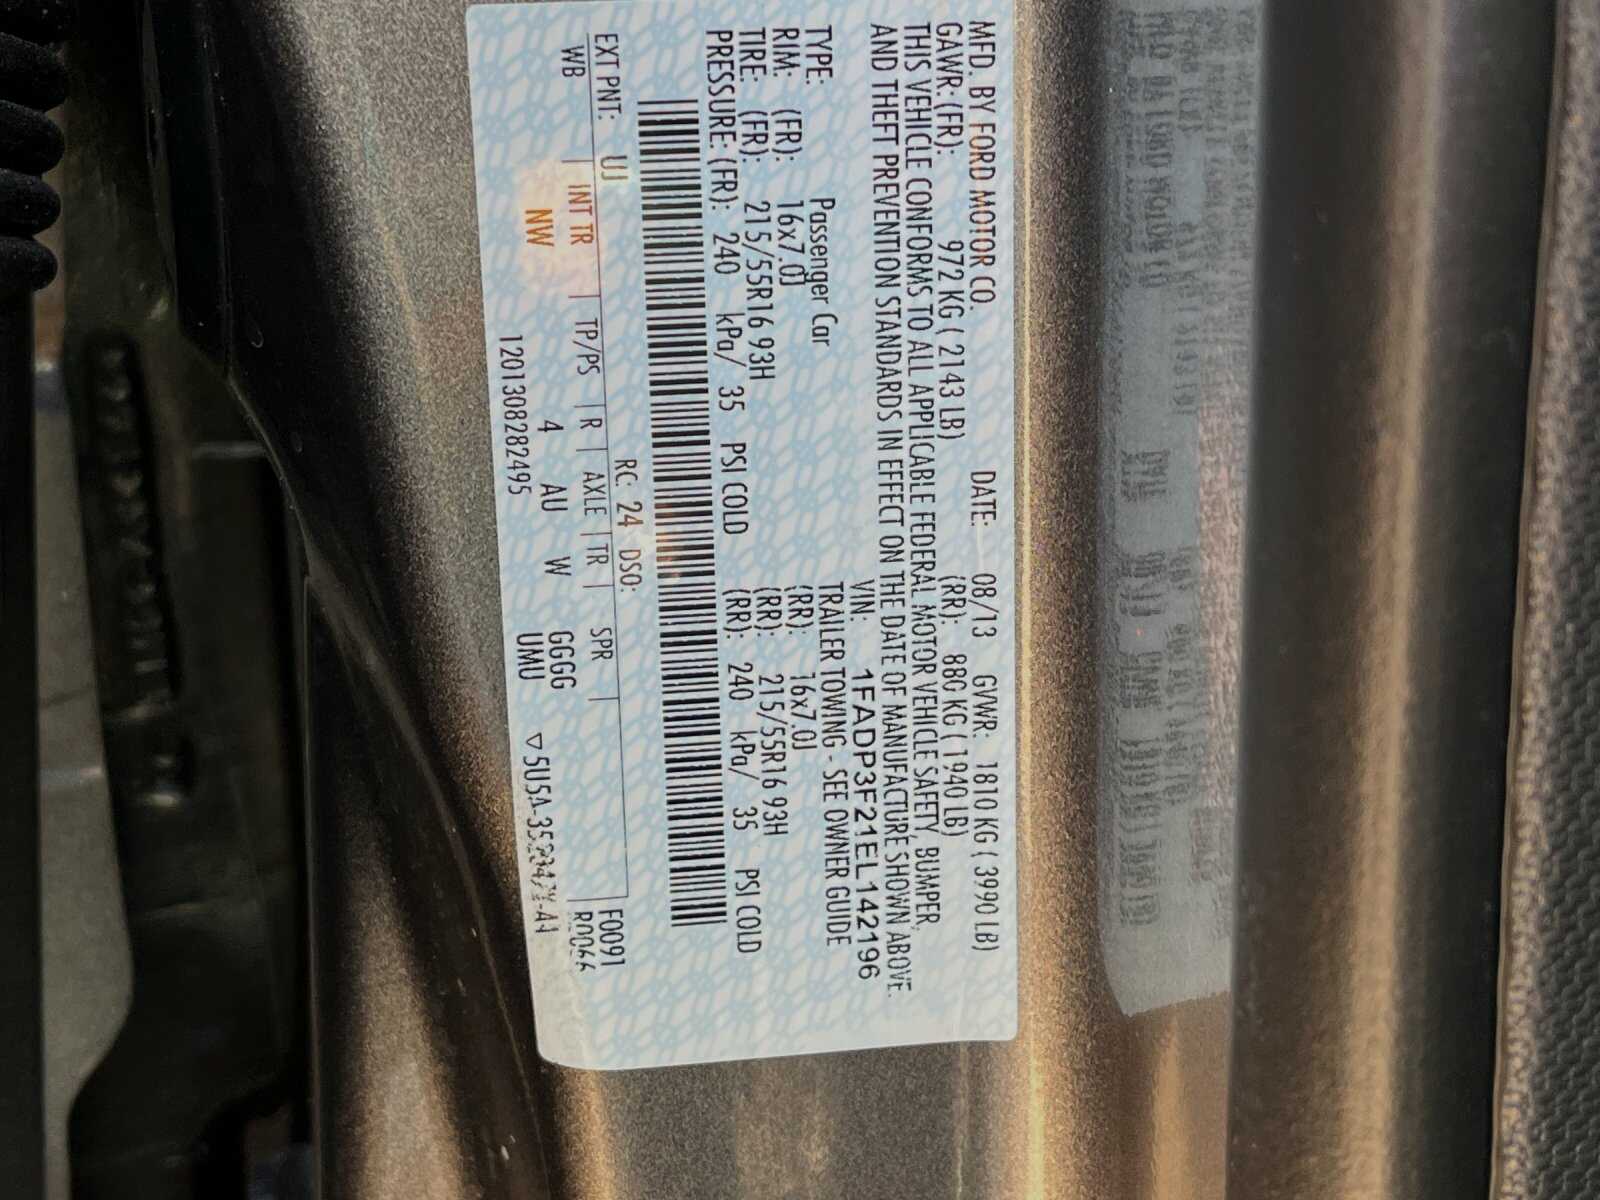 MFD. BY FORD MOTOR CO. DATE: 08/13 GVWR: 1810 KG ( 3990 LB)
GAWR: (FR): 972 KG ( 2143 LB) (RR): 880 KG ( 1940 LB)
THIS VEHICLE CONFORMS TO ALL APPLICABLE FEDERAL MOTOR VEHICLE SAFETY, BUMPER,
AND THEFT PREVENTION STANDARDS IN EFFECT ON THE DATE OF MANUFACTURE SHOWN ABOVE.
VIN: 1FADP3F21EL142196
TYPE: Passenger Car TRAILER TOWING - SEE OWNER GUIDE
RIM: (FR): 16x7.0J (RR): 16x7.0J
TIRE: (FR): 215/55R16 93H (RR): 215/55R16 93H
PRESSURE: (FR): 240 kPa/ 35 PSI COLD (RR): 240 kPa/ 35 PSI COLD
EXT PNT: UJ RC: 24 DSO: F0091
WB INT TR TP/PS R AXLE TR SPR
NW 4 AU W GGGG
1201308282495 UMU